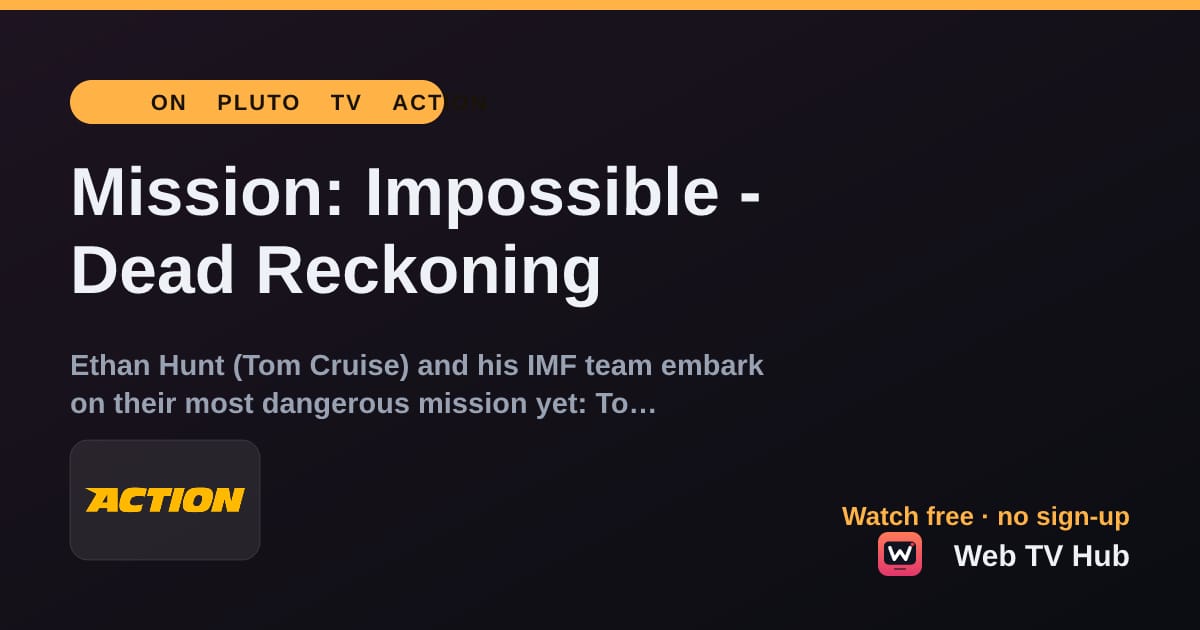 ON PLUTO TV ACTION
Mission: Impossible -
Dead Reckoning
Ethan Hunt (Tom Cruise) and his IMF team embark
on their most dangerous mission yet: To…
ACTION
Watch free · no sign-up
W
Web TV Hub